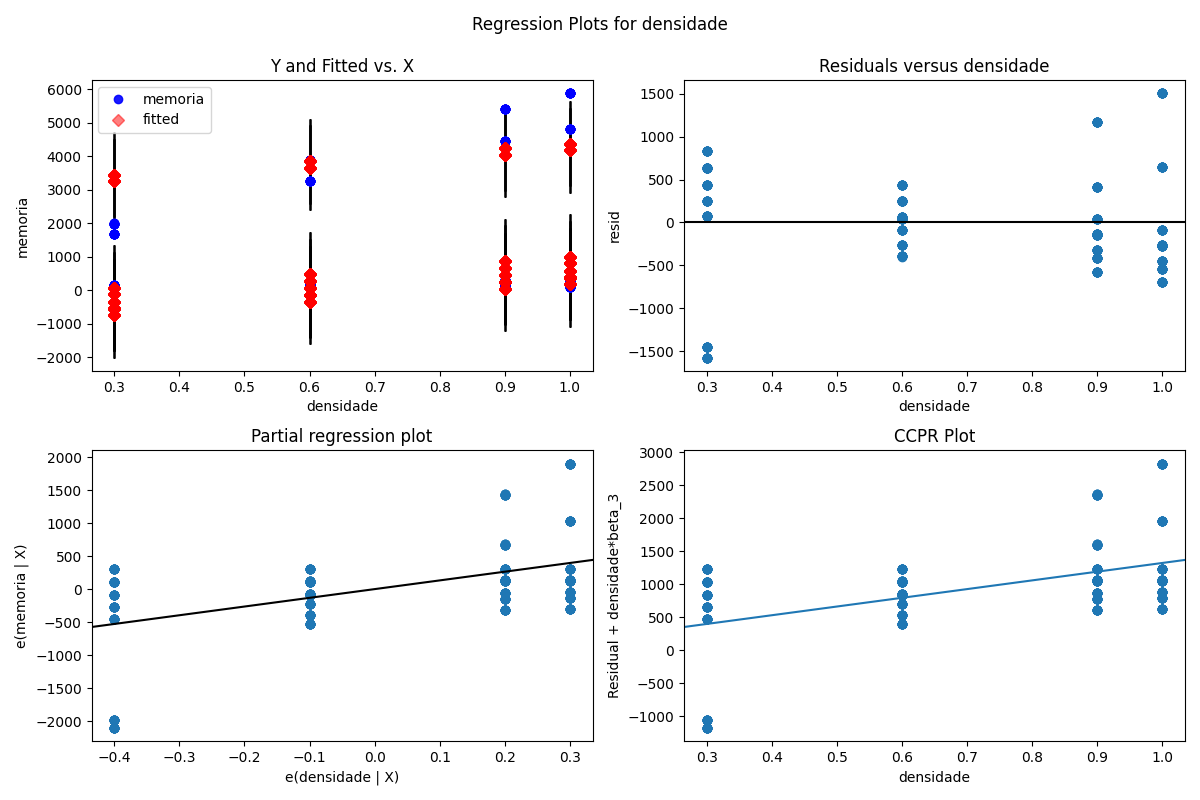 Regression Plots for densidade
Y and Fitted vs. X
memoria
fitted
6000
5000
4000
3000
2000
1000
0
−1000
−2000
memoria
0.3 0.4 0.5 0.6 0.7 0.8 0.9 1.0
densidade
Residuals versus densidade
1500
1000
500
0
−500
−1000
−1500
resid
0.3 0.4 0.5 0.6 0.7 0.8 0.9 1.0
densidade
Partial regression plot
2000
1500
1000
500
0
−500
−1000
−1500
−2000
e(memoria | X)
−0.4 −0.3 −0.2 −0.1 0.0 0.1 0.2 0.3
e(densidade | X)
CCPR Plot
3000
2500
2000
1500
1000
500
0
−500
−1000
Residual + densidade*beta_3
0.3 0.4 0.5 0.6 0.7 0.8 0.9 1.0
densidade